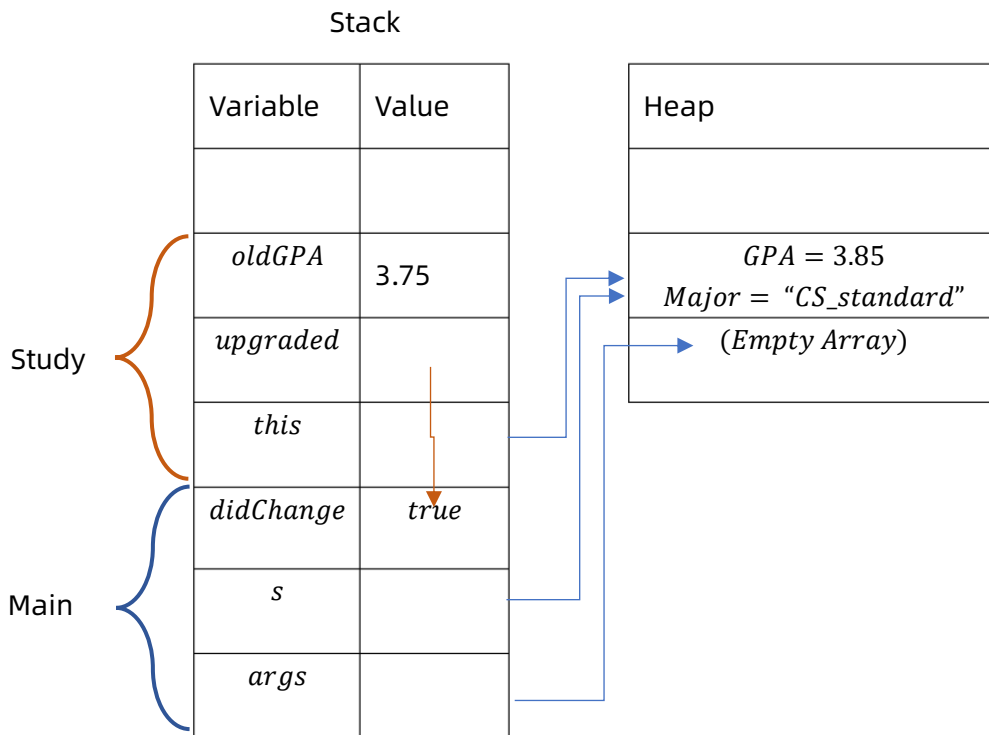 Stack
Variable Value
Heap
oldGPA 3.75
GPA = 3.85
Major = “CS_standard”
upgraded
(Empty Array)
Study
this
didChange true
s
Main
args